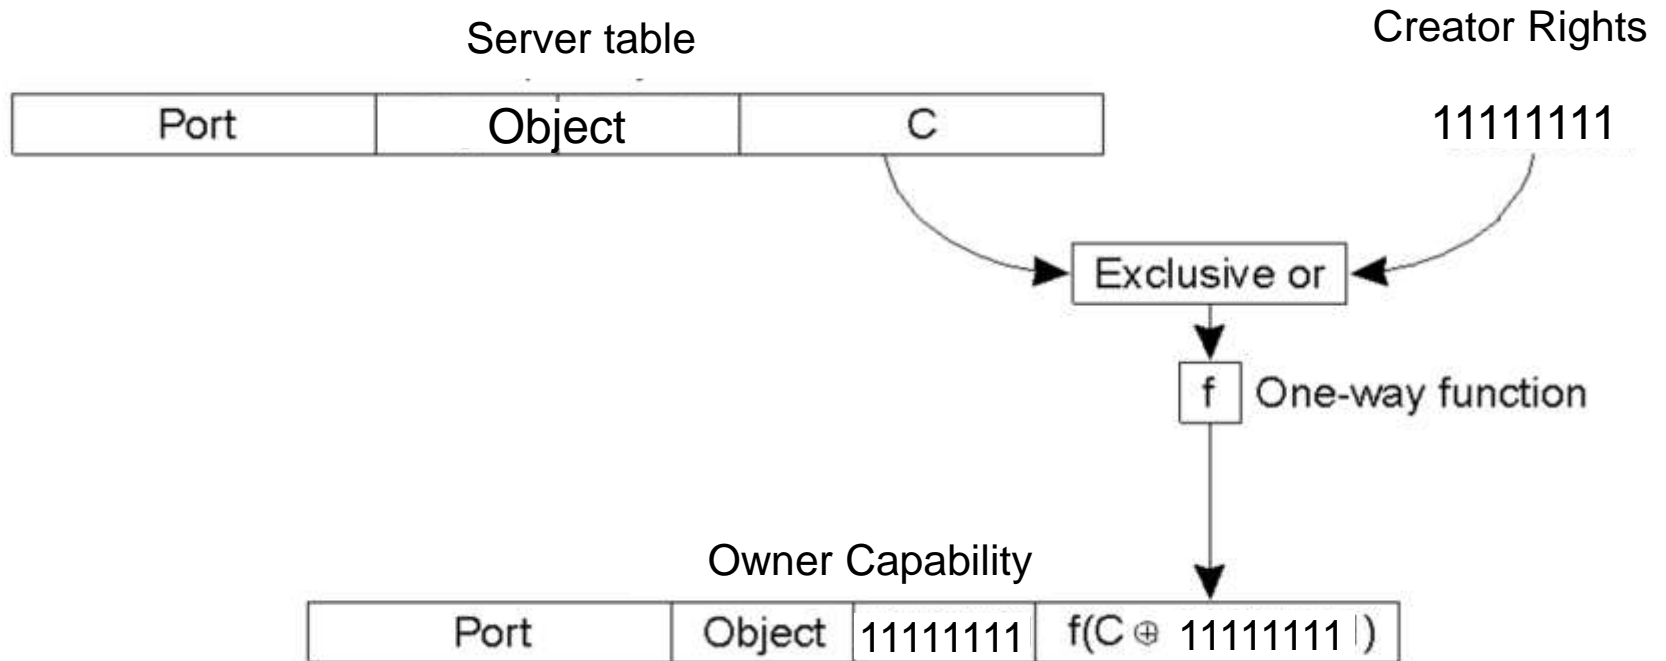 Server table
Creator Rights
Port Object C
11111111
Exclusive or
f One-way function
Owner Capability
Port Object 11111111 f(C ⊕ 11111111 )